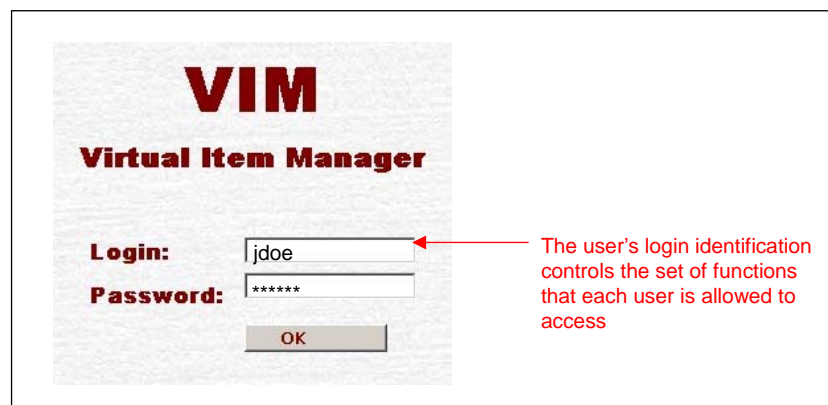 VIM
Virtual Item Manager
Login: jdoe
Password: ******
OK
The user’s login identification
controls the set of functions
that each user is allowed to
access